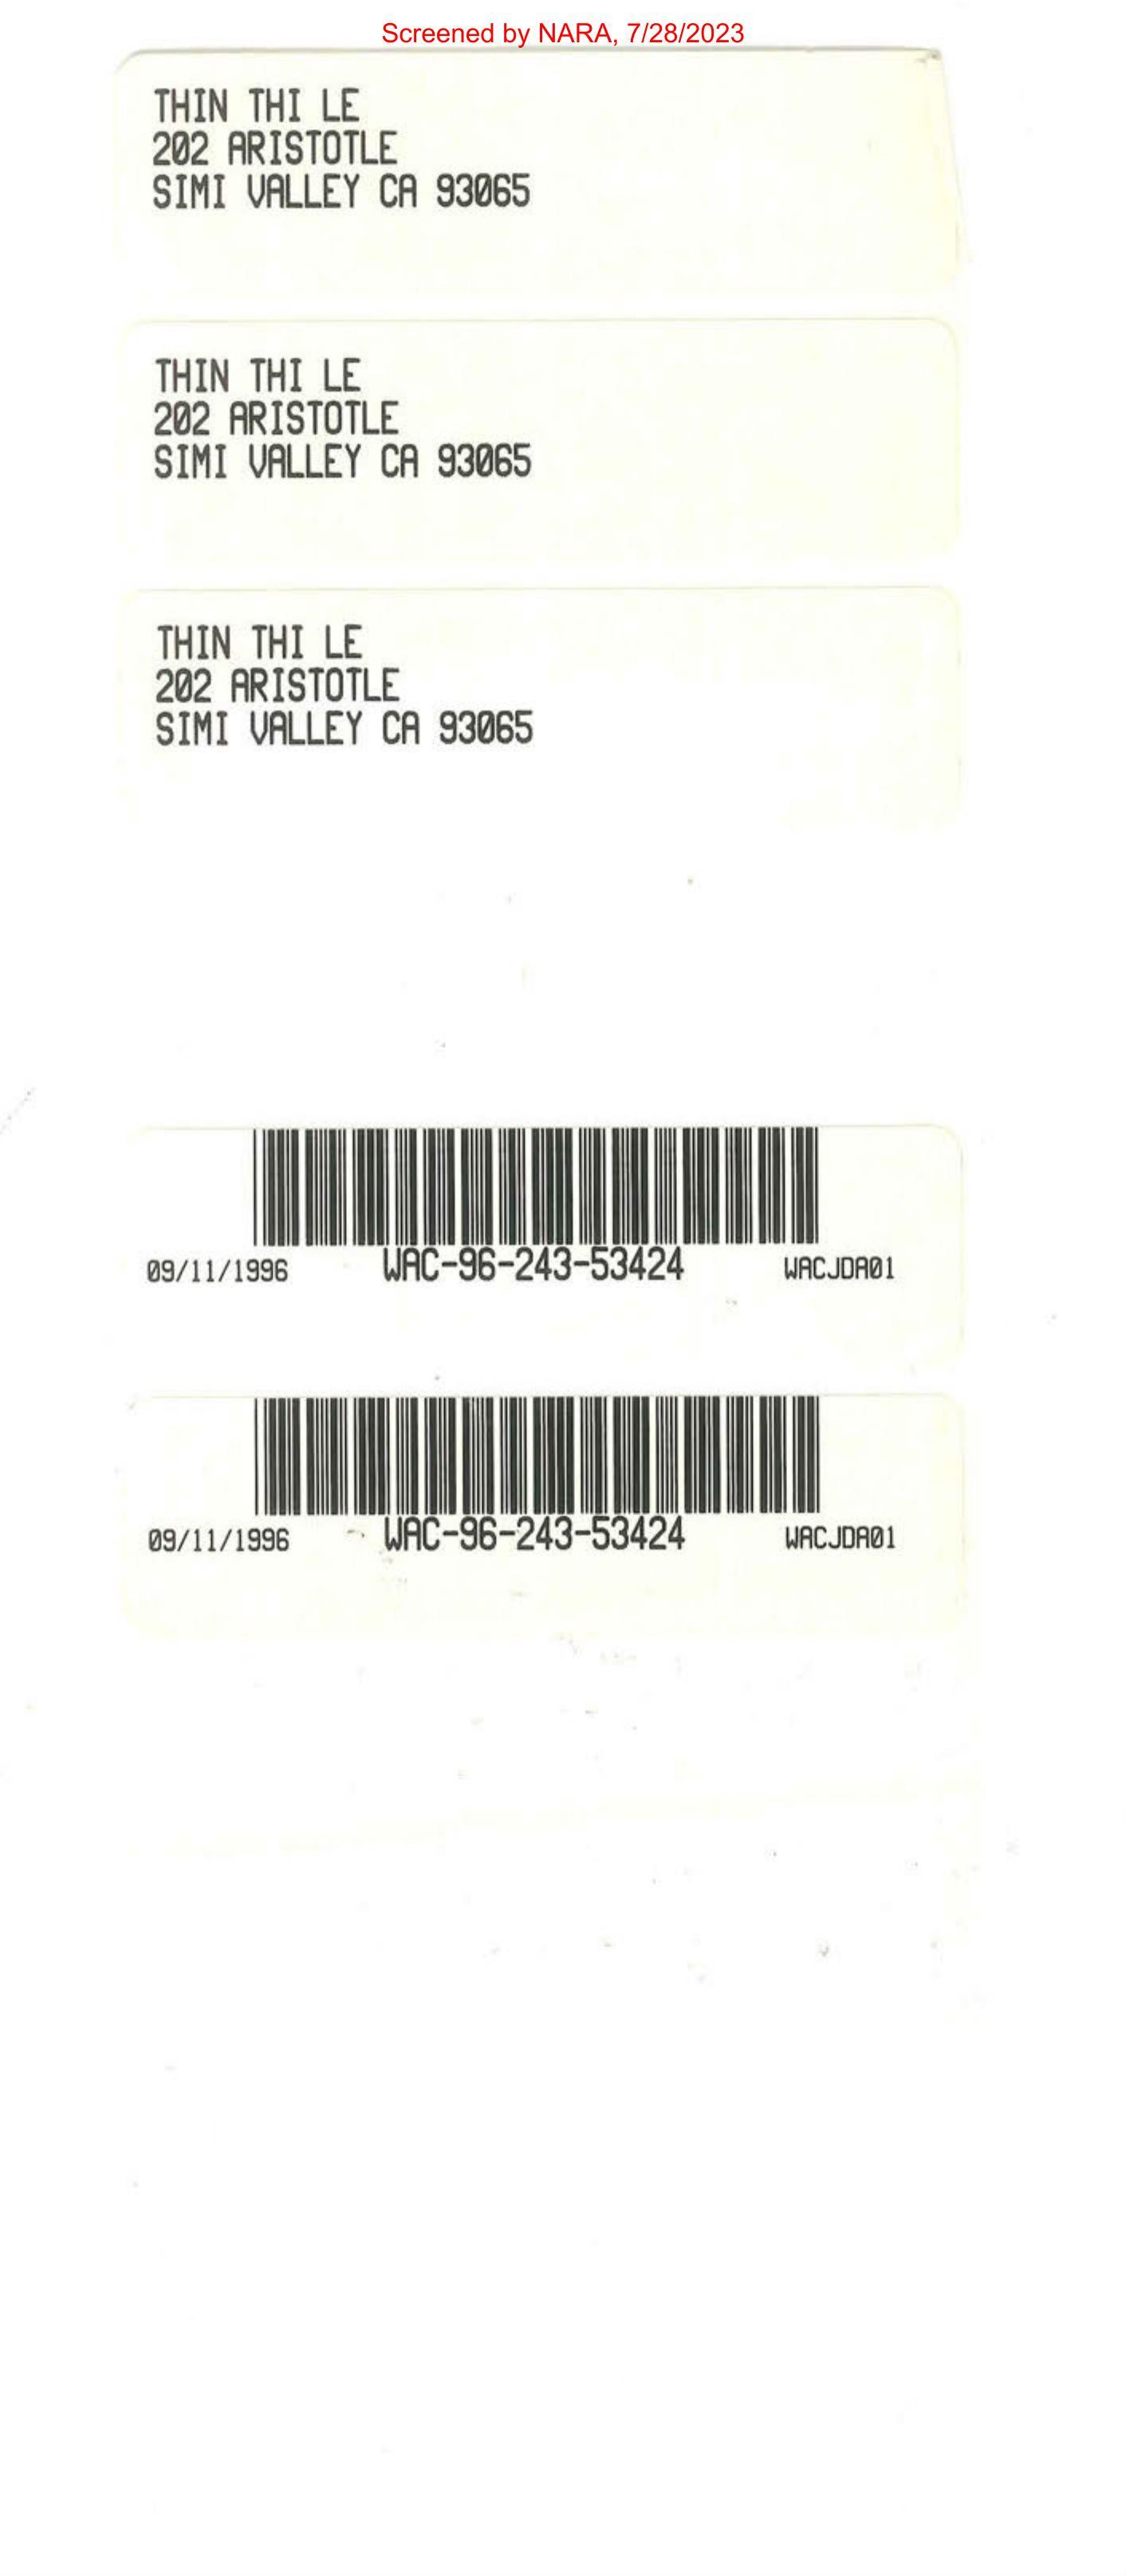 Screened by NARA, 7/28/2023
THIN THI LE
202 ARISTOTLE
SIMI VALLEY CA 93065
THIN THI LE
202 ARISTOTLE
SIMI VALLEY CA 93065
THIN THI LE
202 ARISTOTLE
SIMI VALLEY CA 93065
09/11/1996 WAC-96-243-53424 WACJDA01
09/11/1996 WAC-96-243-53424 WACJDA01